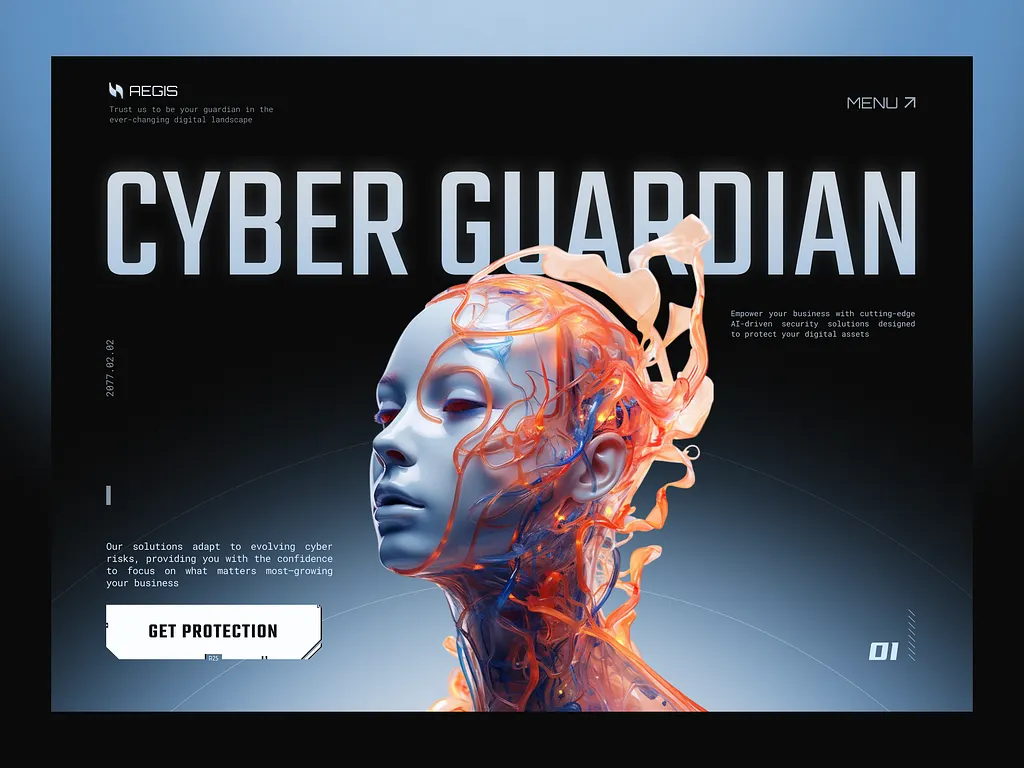 AEGIS
Trust us to be your guardian in the
ever-changing digital landscape
MENU
CYBER GUARDIAN
Empower your business with cutting-edge
AI-driven security solutions designed
to protect your digital assets
2077.02.02
Our solutions adapt to evolving cyber
risks, providing you with the confidence
to focus on what matters most—growing
your business
GET PROTECTION
R25
01